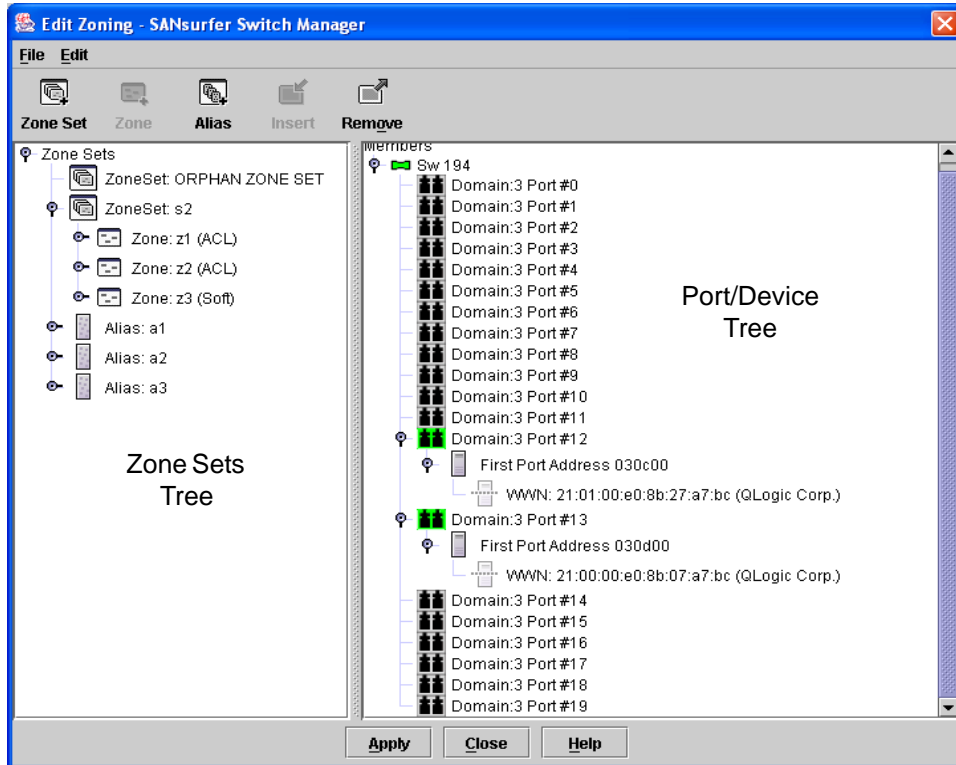 Edit Zoning - SANsurfer Switch Manager
File Edit
Zone Set Zone Alias Insert Remove
Zone Sets
ZoneSet: ORPHAN ZONE SET
ZoneSet: s2
Zone: z1 (ACL)
Zone: z2 (ACL)
Zone: z3 (Soft)
Alias: a1
Alias: a2
Alias: a3
Zone Sets
Tree
Members
Sw 194
Domain:3 Port #0
Domain:3 Port #1
Domain:3 Port #2
Domain:3 Port #3
Domain:3 Port #4
Domain:3 Port #5
Domain:3 Port #6
Domain:3 Port #7
Domain:3 Port #8
Domain:3 Port #9
Domain:3 Port #10
Domain:3 Port #11
Domain:3 Port #12
First Port Address 030c00
WWN: 21:01:00:e0:8b:27:a7:bc (QLogic Corp.)
Domain:3 Port #13
First Port Address 030d00
WWN: 21:00:00:e0:8b:07:a7:bc (QLogic Corp.)
Domain:3 Port #14
Domain:3 Port #15
Domain:3 Port #16
Domain:3 Port #17
Domain:3 Port #18
Domain:3 Port #19
Port/Device
Tree
Apply Close Help